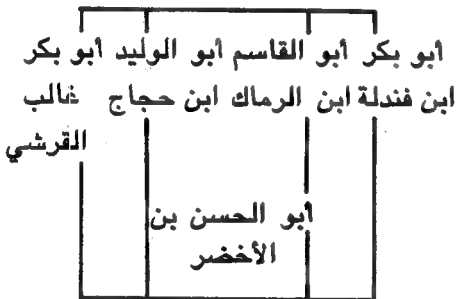 أبو بكر أبو القاسم أبو الوليد أبو بكر
ابن فندلة ابن الرماك ابن حجاج غالب
القرشي
أبو الحسن بن
الأخضر